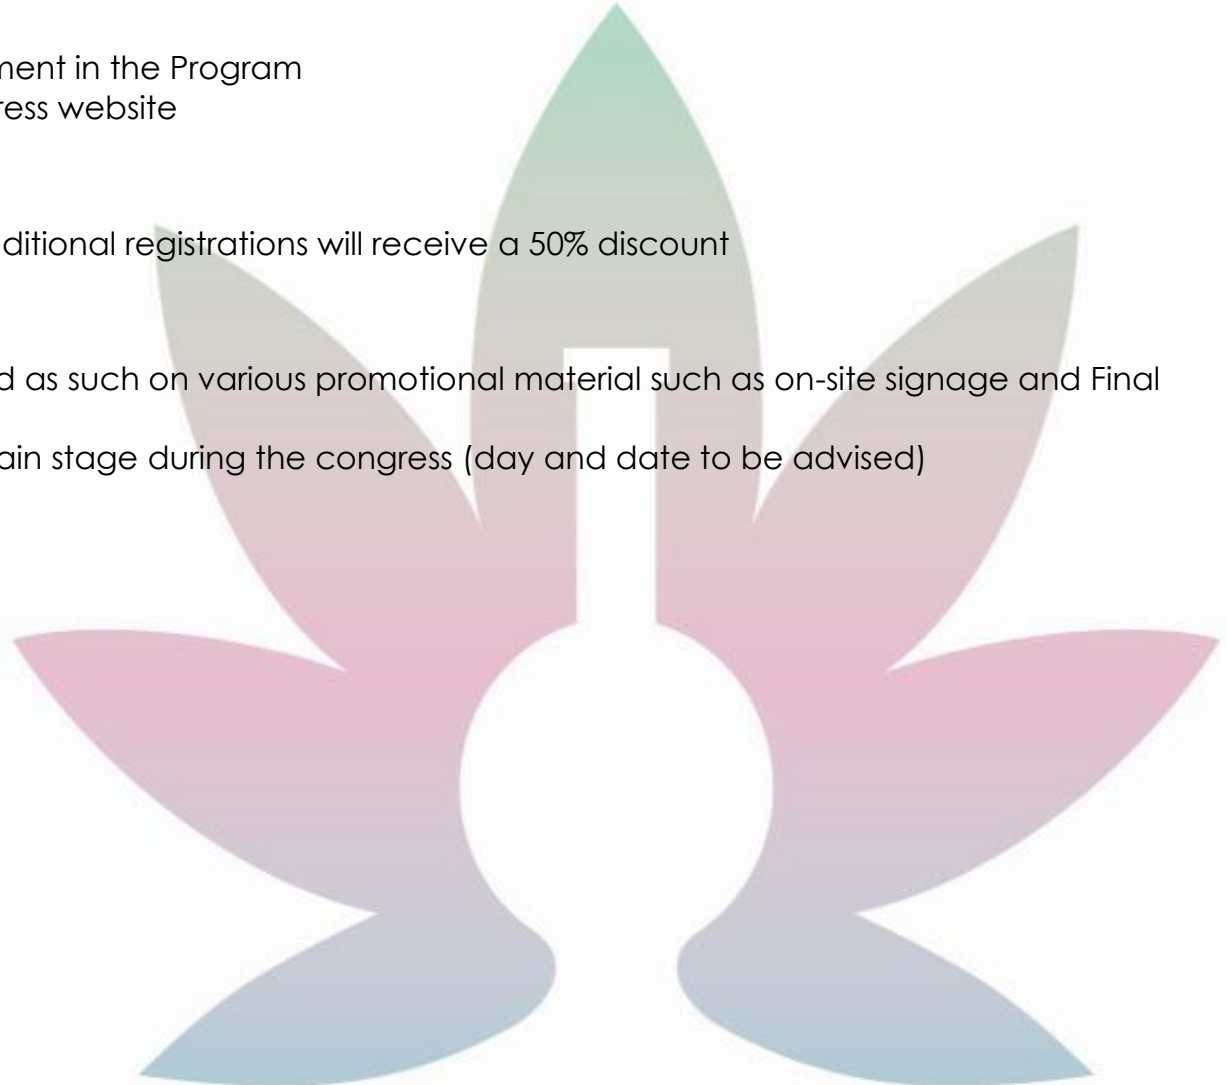 ment in the Program
ress website
ditional registrations will receive a 50% discount
d as such on various promotional material such as on-site signage and Final
ain stage during the congress (day and date to be advised)